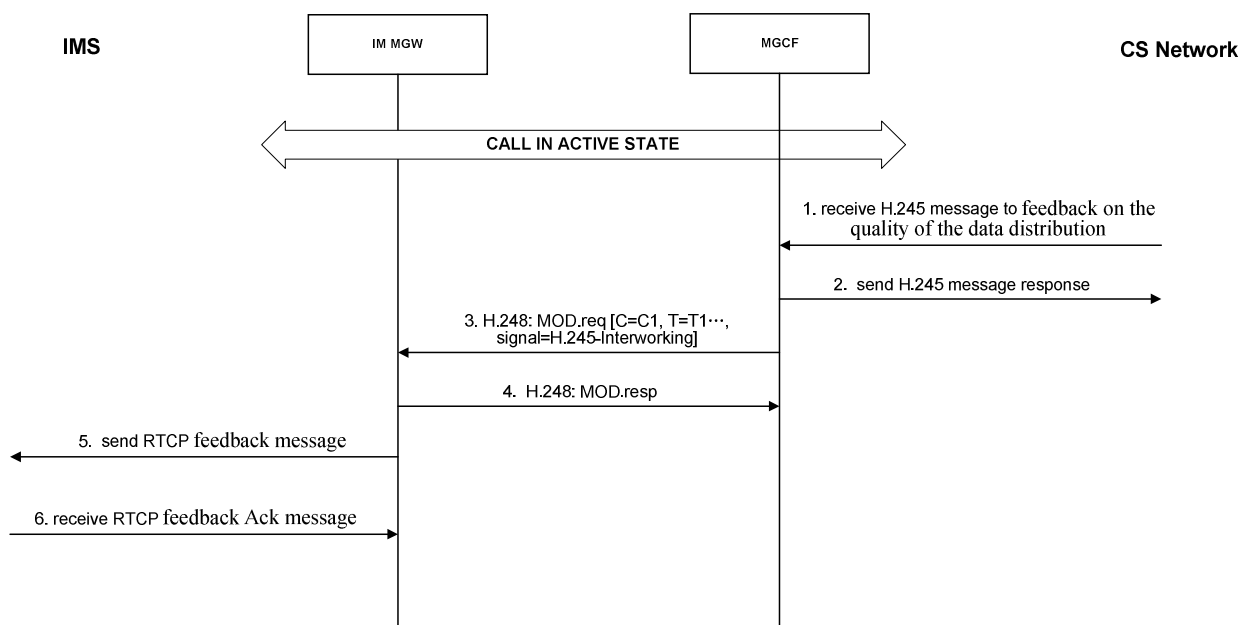 IMS
IM MGW
MGCF
CS Network
CALL IN ACTIVE STATE
1. receive H.245 message to feedback on the
quality of the data distribution
2. send H.245 message response
3. H.248: MOD.req [C=C1, T=T1⋯,
signal=H.245-Interworking]
4. H.248: MOD.resp
5. send RTCP feedback message
6. receive RTCP feedback Ack message